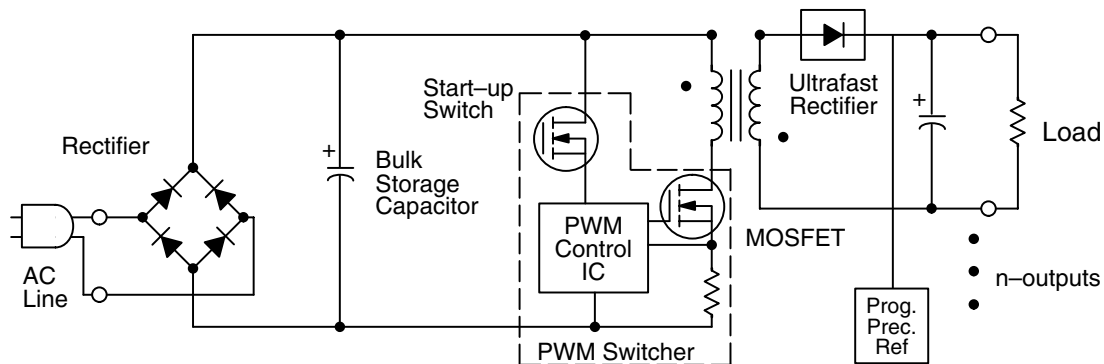 Start–up
Switch
Ultrafast
Rectifier
+
Rectifier
+
Bulk
Storage
Capacitor
Load
PWM
Control
IC
MOSFET
AC
Line
n–outputs
Prog.
Prec.
Ref
PWM Switcher